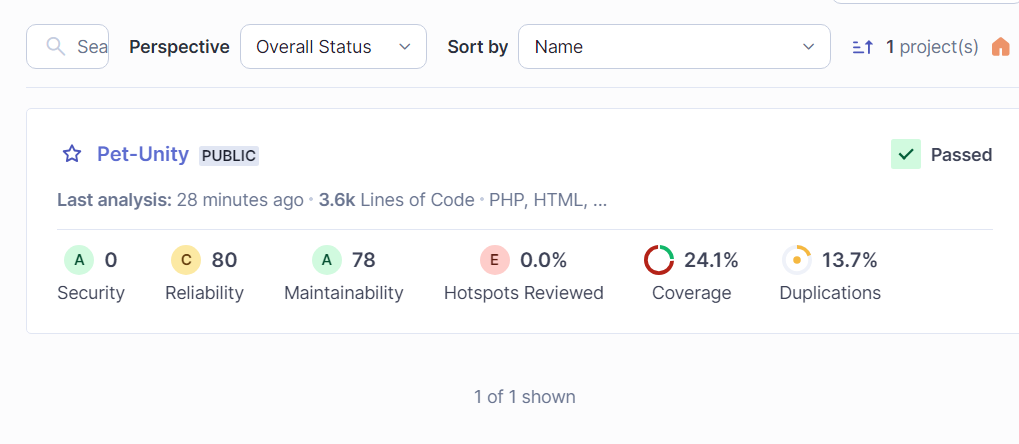 Sea Perspective Overall Status Sort by Name 1 project(s)
Pet-Unity PUBLIC Passed
Last analysis: 28 minutes ago • 3.6k Lines of Code • PHP, HTML, ...
A 0 C 80 A 78 E 0.0% 24.1% 13.7%
Security Reliability Maintainability Hotspots Reviewed Coverage Duplications
1 of 1 shown